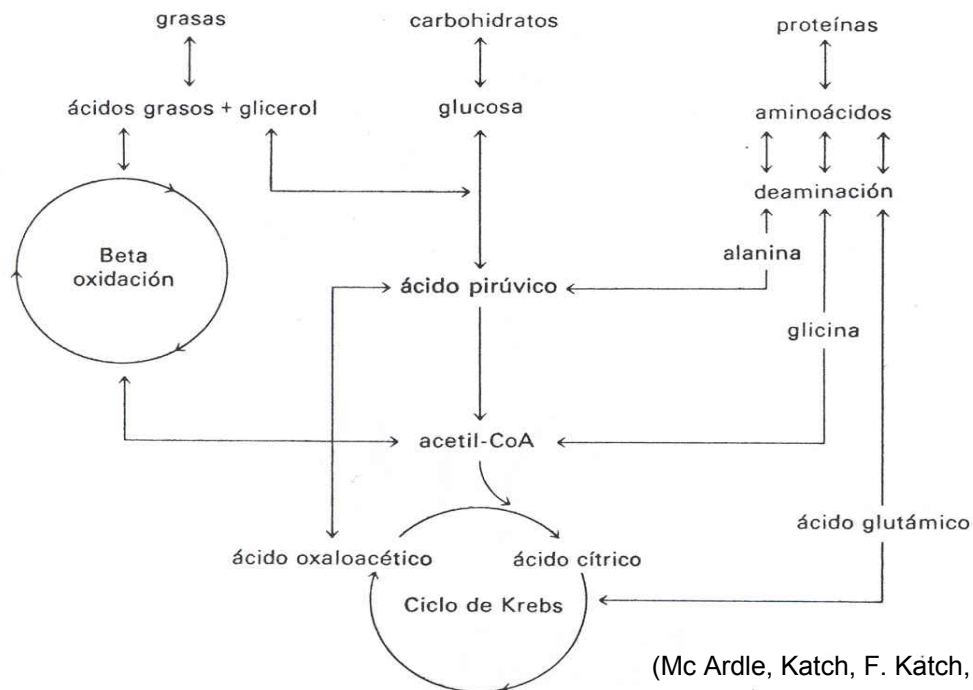 grasas
carbohidratos
proteínas
ácidos grasos + glicerol
glucosa
aminoácidos
deaminación
Beta
oxidación
alanina
ácido pirúvico
glicina
acetil-CoA
ácido glutámico
ácido oxaloacético
ácido cítrico
Ciclo de Krebs
(Mc Ardle, Katch, F. Katch,